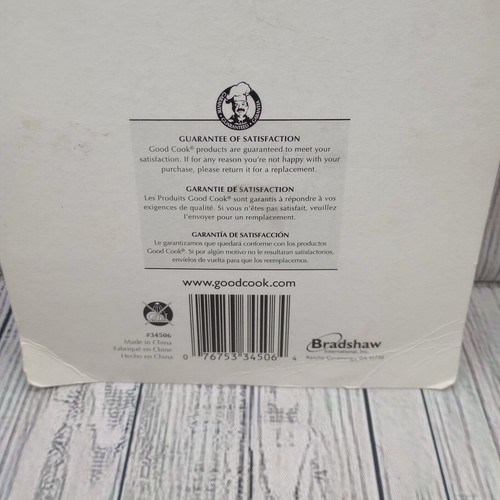 GUARANTEED
GUARANTEE OF SATISFACTION
Good Cook® products are guaranteed to meet your
satisfaction. If for any reason you're not happy with your
purchase, please return it for a replacement.
GARANTIE DE SATISFACTION
Les Produits Good Cook® sont garantis à répondre à vos
exigences de qualité. Si vous n'êtes pas satisfait, veuillez
l'envoyer pour un remplacement.
GARANTÍA DE SATISFACCIÓN
Le garantizamos que quedará conforme con los productos
Good Cook®. Si por algún motivo no le resultaran satisfactorios,
envíelos de vuelta para que los reemplacemos.
www.goodcook.com
#34506
Made in China
Fabriqué en Chine
Hecho en China
0 76753 34506 4
Bradshaw
International, Inc.
Rancho Cucamonga, CA 91730